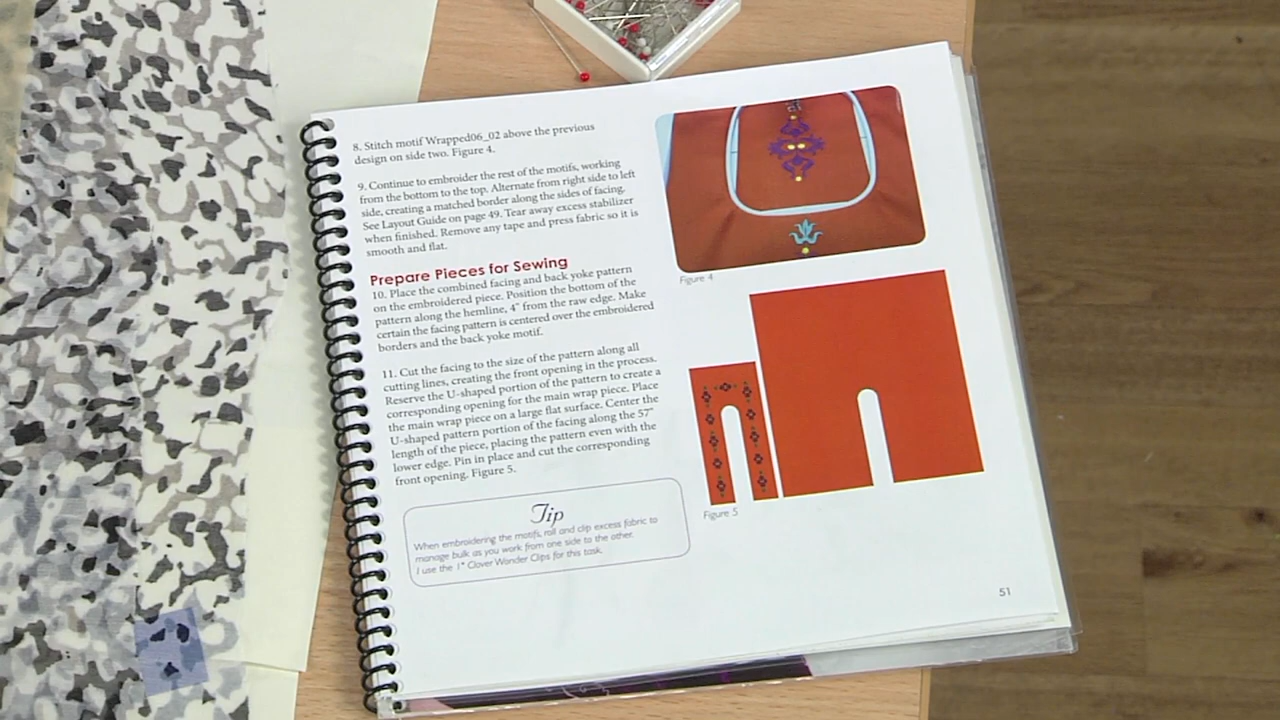 8. Stitch motif Wrapped06_02 above the previous
design on side two. Figure 4.
9. Continue to embroider the rest of the motifs, working
from the bottom to the top. Alternate from right side to left
side, creating a matched border along the sides of facing.
See Layout Guide on page 49. Tear away excess stabilizer
when finished. Remove any tape and press fabric so it is
smooth and flat.
Prepare Pieces for Sewing
10. Place the combined facing and back yoke pattern
on the embroidered piece. Position the bottom of the
pattern along the hemline, 4" from the raw edge. Make
certain the facing pattern is centered over the embroidered
borders and the back yoke motif.
11. Cut the facing to the size of the pattern along all
cutting lines, creating the front opening in the process.
Reserve the U-shaped portion of the pattern to create a
corresponding opening for the main wrap piece. Place
the main wrap piece on a large flat surface. Center the
U-shaped pattern portion of the facing along the 57"
length of the piece, placing the pattern even with the
lower edge. Pin in place and cut the corresponding
front opening. Figure 5.
Tip
When embroidering the motifs, roll and clip excess fabric to
manage bulk as you work from one side to the other.
I use the 1" Clover Wonder Clips for this task.
Figure 4
Figure 5
51